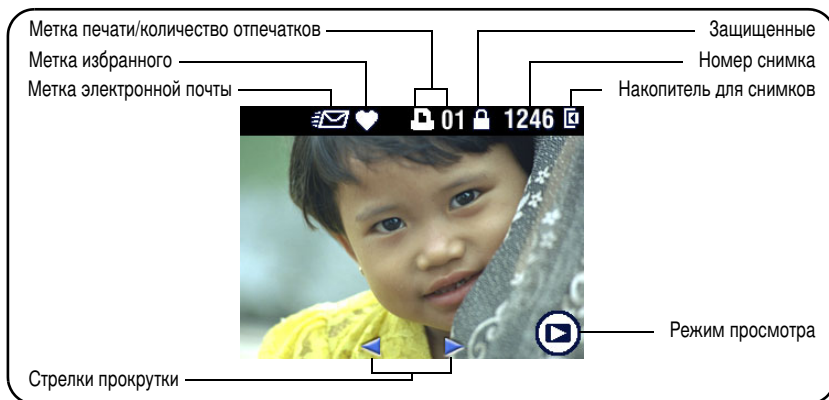 Метка печати/количество отпечатков
Защищенные
Метка избранного
Номер снимка
Метка электронной почты
Накопитель для снимков
01 1246
Режим просмотра
Стрелки прокрутки